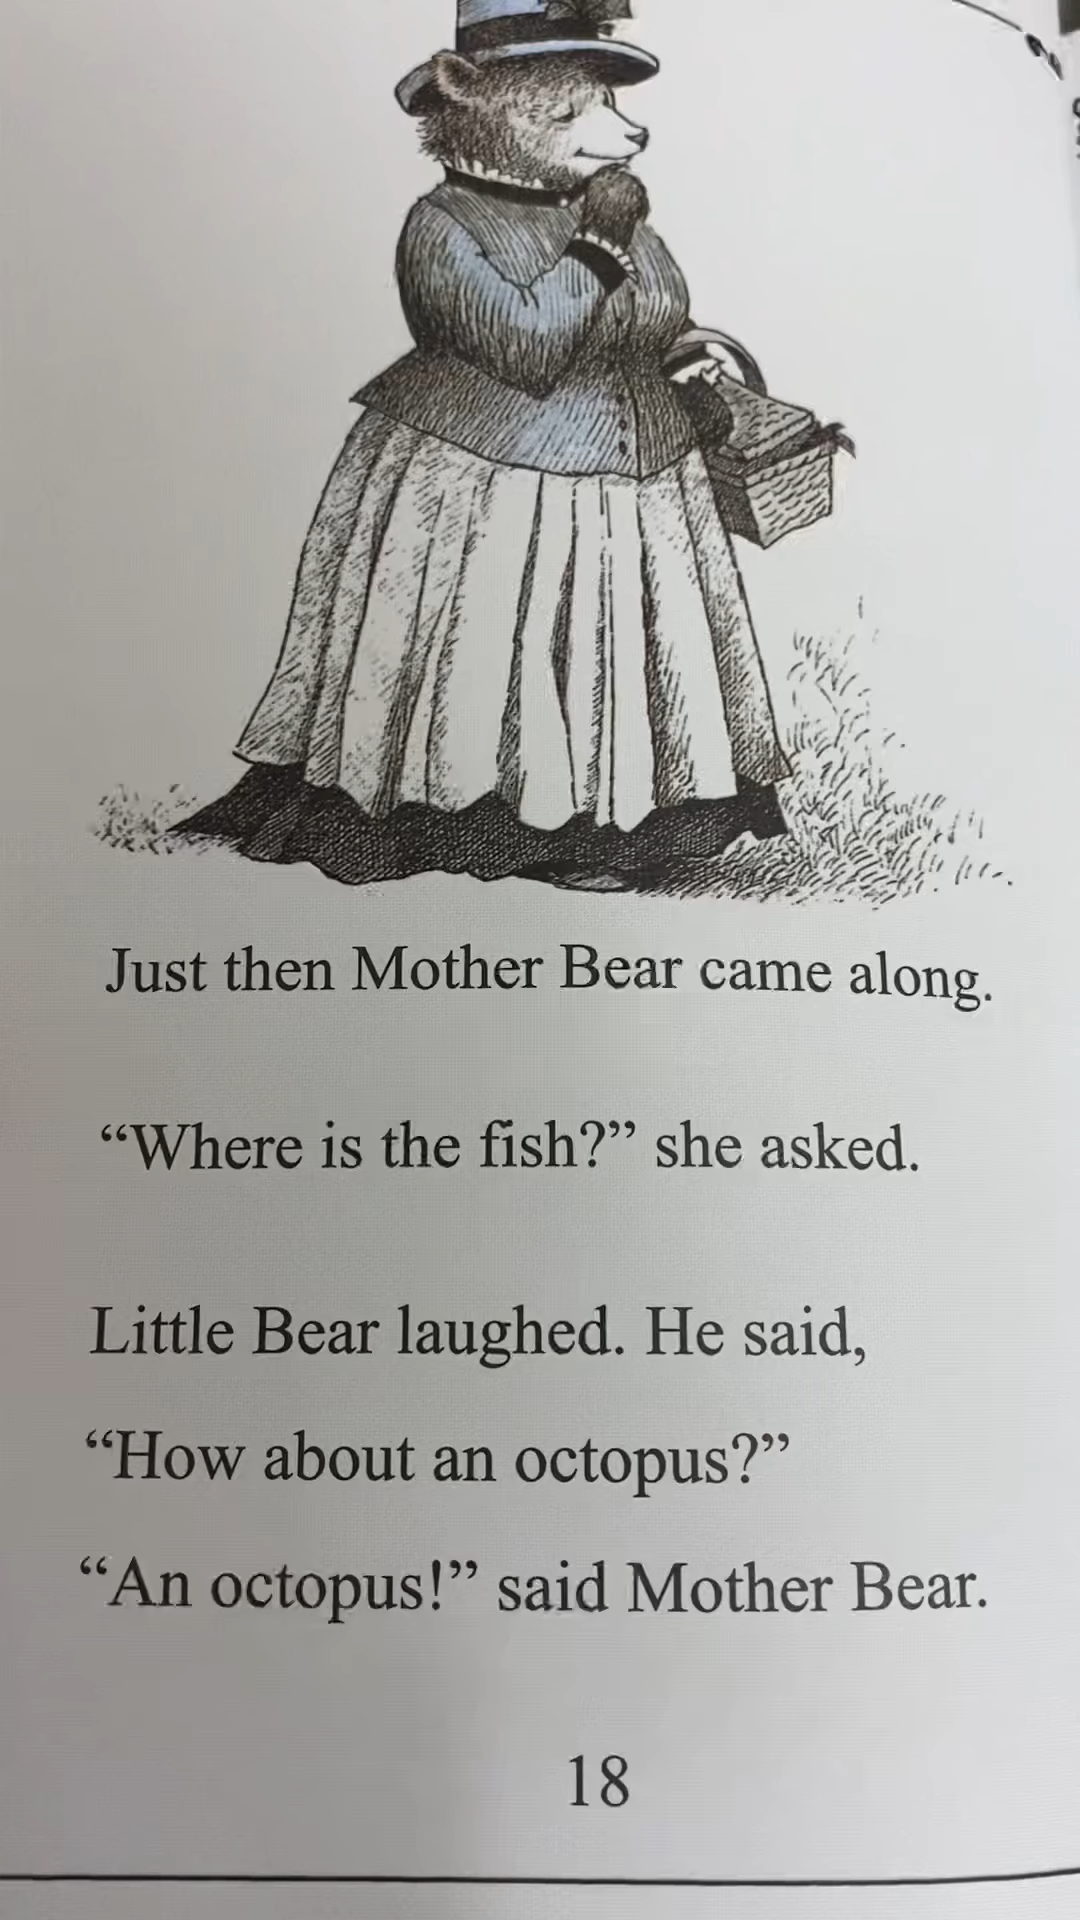 Just then Mother Bear came along.
“Where is the fish?” she asked.
Little Bear laughed. He said,
“How about an octopus?”
“An octopus!” said Mother Bear.
18